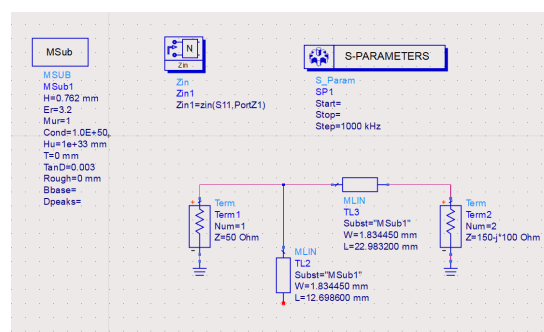 MSub
MSUB
MSub1
H=0.762 mm
Er=3.2
Mur=1
Cond=1.0E+50
Hu=1e+33 mm
T=0 mm
TanD=0.003
Rough=0 mm
Bbase=
Dpeaks=
N
Zin
Zin
Zin1
Zin1=zin(S11,PortZ1)
S-PARAMETERS
S_Param
SP1
Start=
Stop=
Step=1000 kHz
+
-
Term
Term1
Num=1
Z=50 Ohm
MLIN
TL2
Subst="MSub1"
W=1.834450 mm
L=12.698600 mm
MLIN
TL3
Subst="MSub1"
W=1.834450 mm
L=22.983200 mm
+
-
Term
Term2
Num=2
Z=150-j*100 Ohm